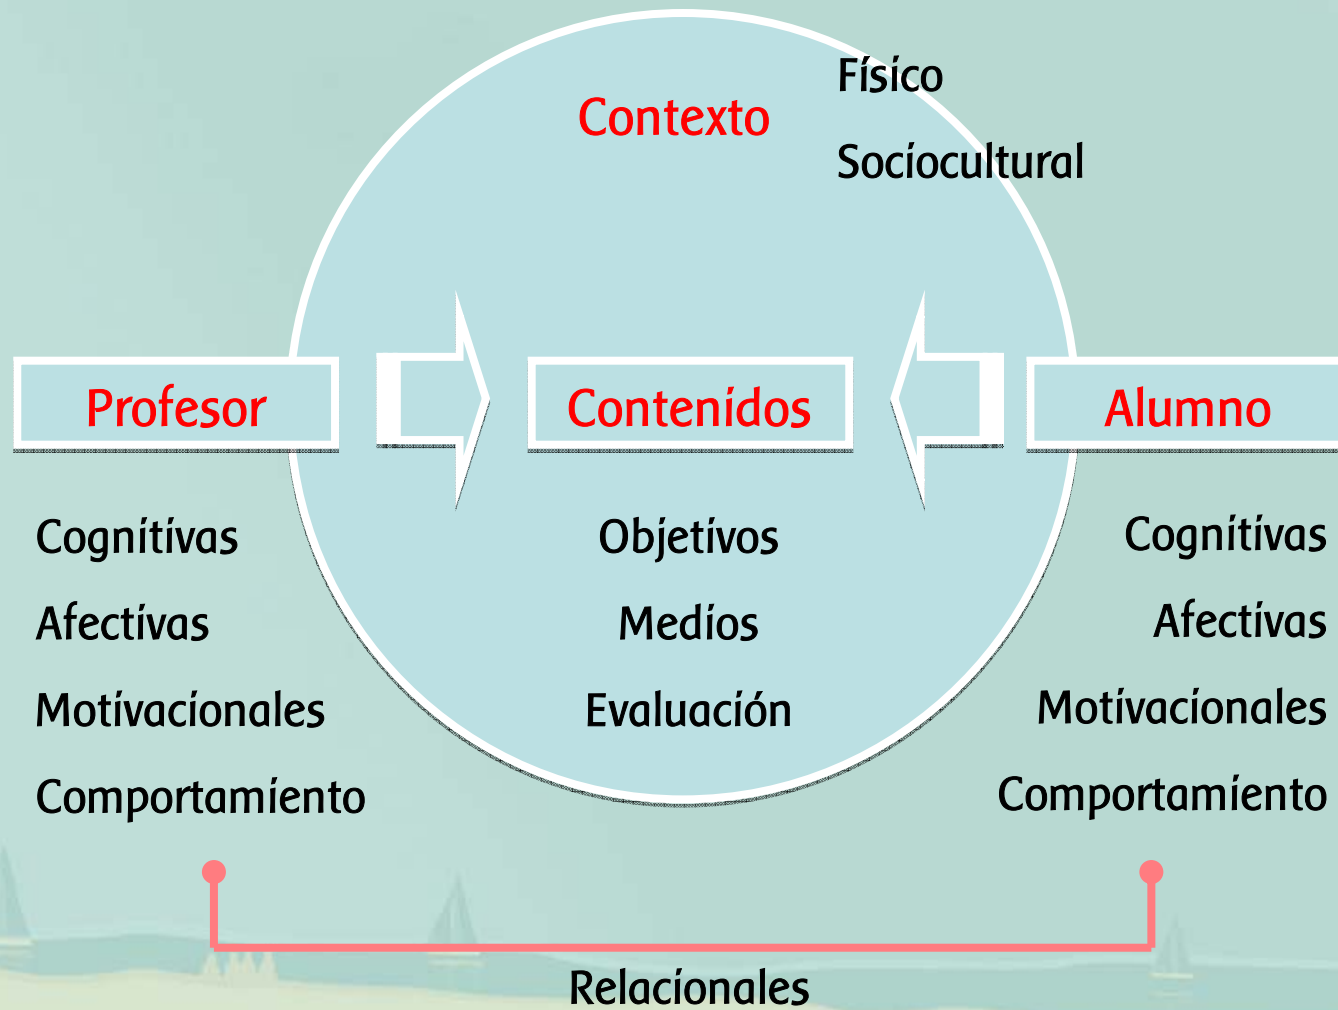 Físico
Contexto
Sociocultural
Profesor
Contenidos
Alumno
Cognitivas
Afectivas
Motivacionales
Comportamiento
Objetivos
Medios
Evaluación
Cognitivas
Afectivas
Motivacionales
Comportamiento
Relacionales